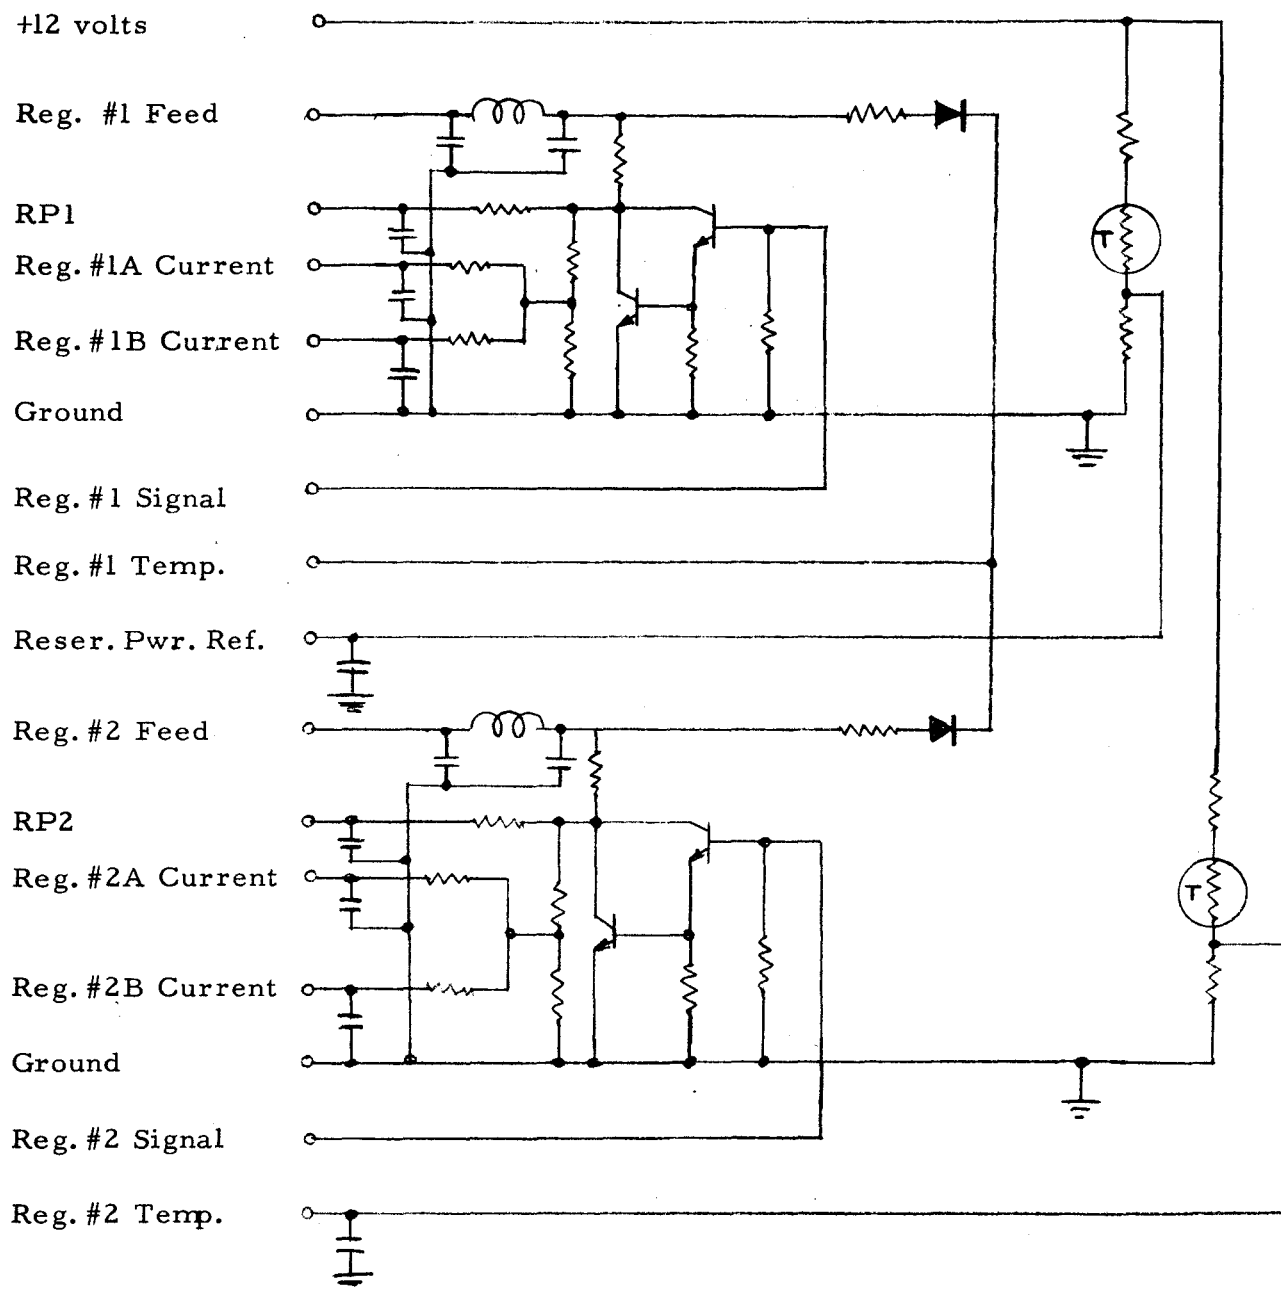 +12 volts
Reg. #1 Feed
RP1
Reg. #1A Current
Reg. #1B Current
Ground
Reg. #1 Signal
Reg. #1 Temp.
Reser. Pwr. Ref.
Reg. #2 Feed
RP2
Reg. #2A Current
Reg. #2B Current
Ground
Reg. #2 Signal
Reg. #2 Temp.
T
T